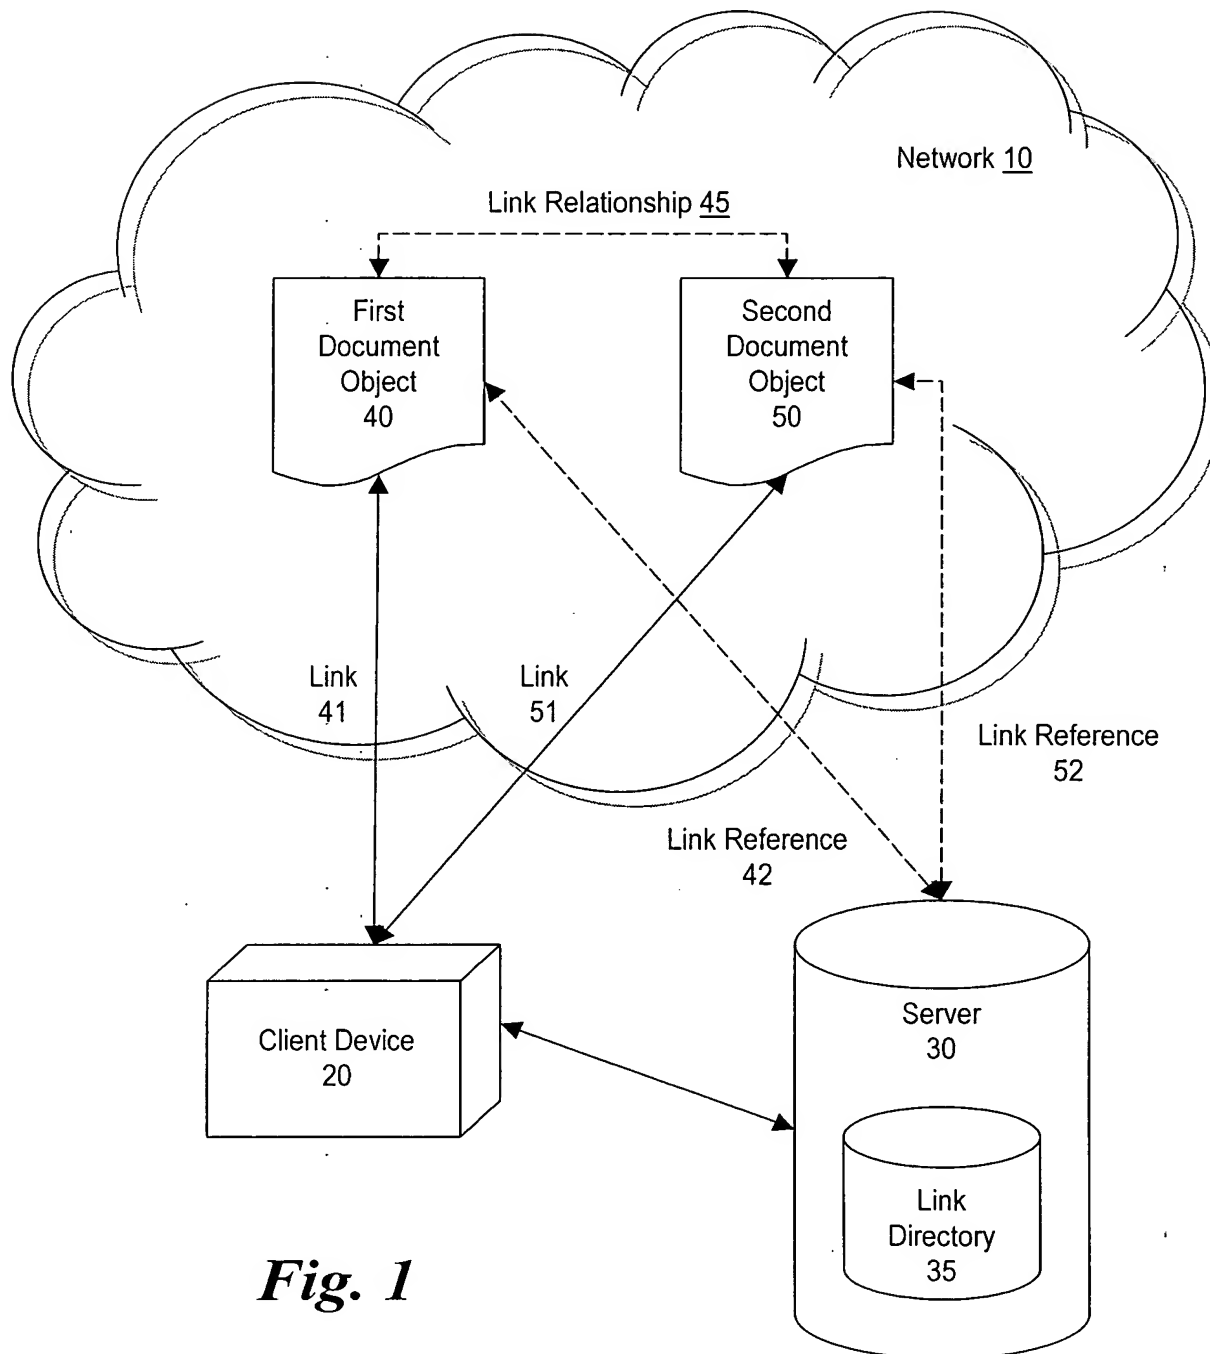 Network 10
Link Relationship 45
First
Document
Object
40
Second
Document
Object
50
Link
41
Link
51
Link Reference
52
Link Reference
42
Client Device
20
Server
30
Link
Directory
35
Fig. 1